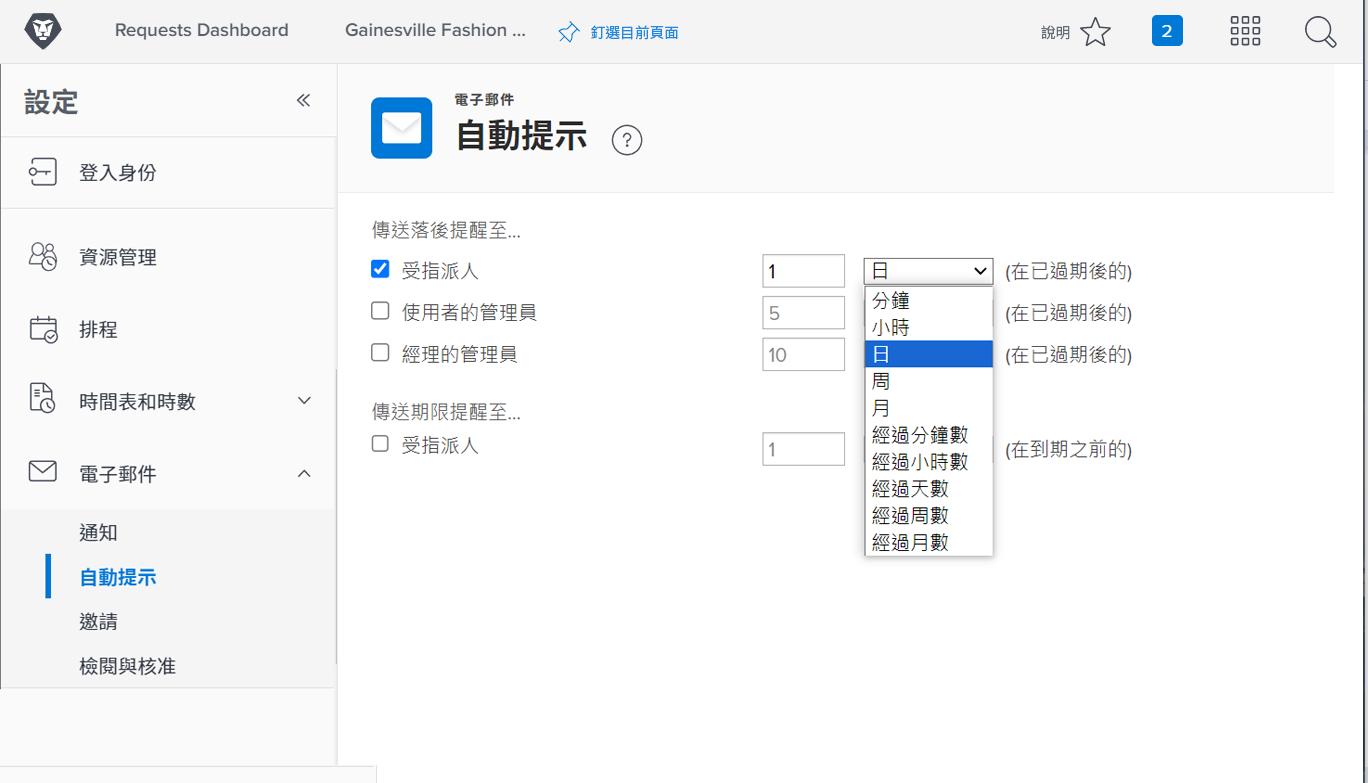 Requests Dashboard
Gainesville Fashion ...
釘選目前頁面
說明
2
設定
登入身份
資源管理
排程
時間表和時數
電子郵件
通知
自動提示
邀請
檢閱與核准
電子郵件
自動提示
?
傳送落後提醒至...
受指派人
1
日
(在已過期後的)
使用者的管理員
5
(在已過期後的)
經理的管理員
10
(在已過期後的)
分鐘
小時
日
周
月
經過分鐘數
經過小時數
經過天數
經過周數
經過月數
傳送期限提醒至...
受指派人
1
(在到期之前的)